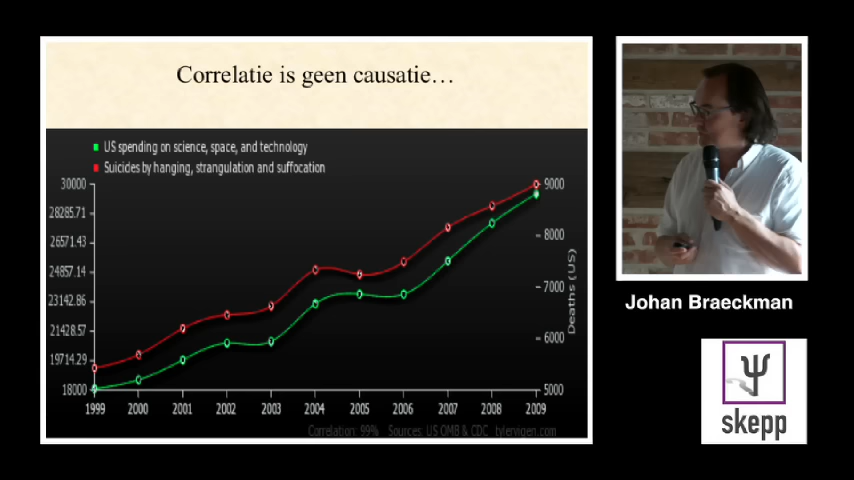 Correlatie is geen causatie…
US spending on science, space, and technology
Suicides by hanging, strangulation and suffocation
30000
28285.71
26571.43
24857.14
23142.86
21428.57
19714.29
18000
9000
8000
7000
6000
5000
Deaths (US)
1999 2000 2001 2002 2003 2004 2005 2006 2007 2008 2009
Correlation: 99% Sources: US OMB & CDC tylervigen.com
Johan Braeckman
Ψ
skepp